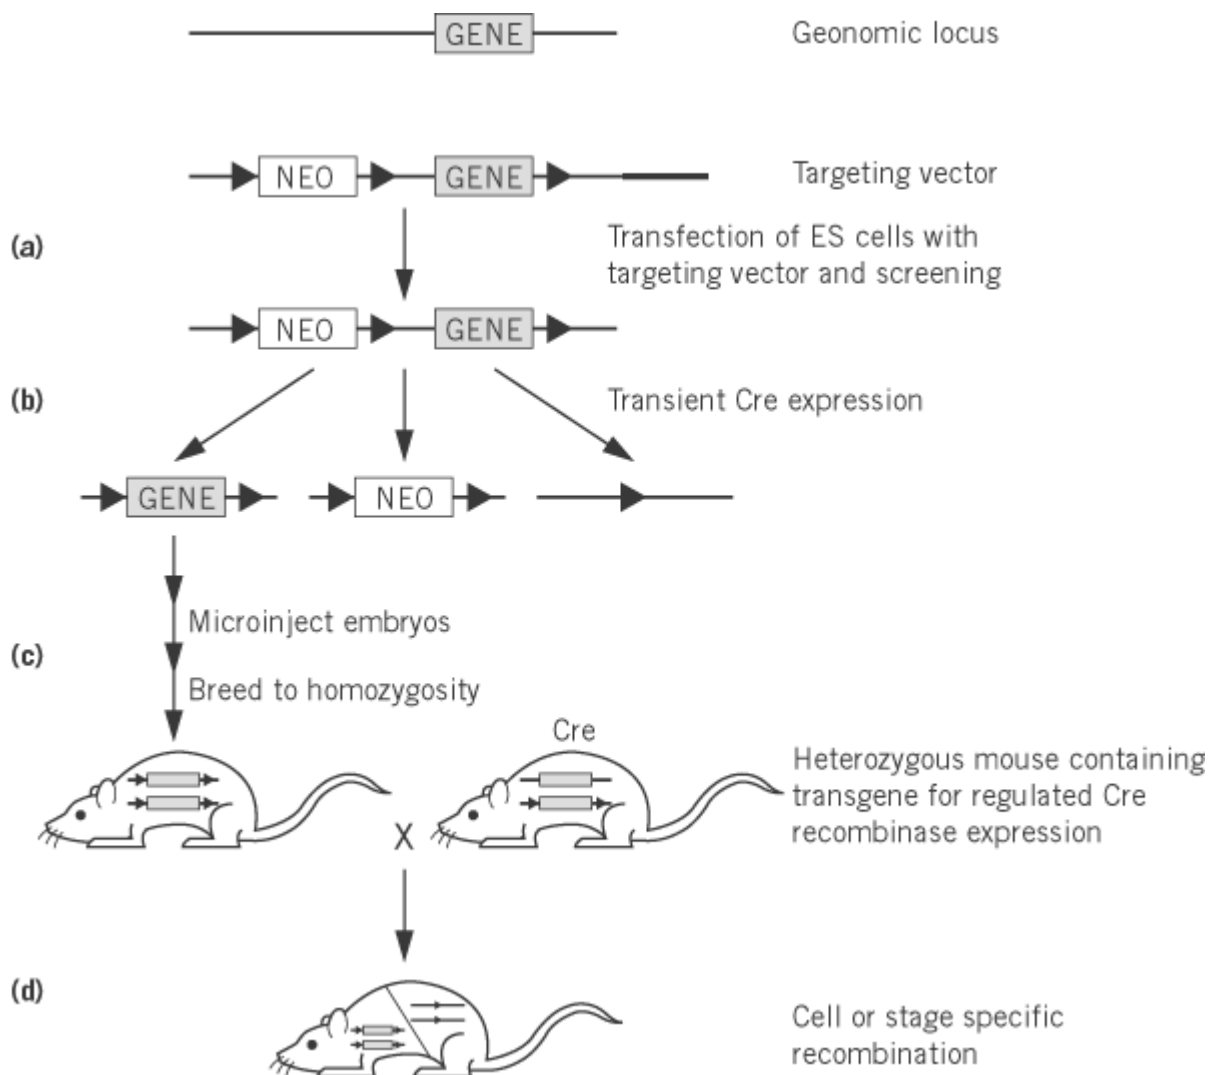 GENE Geonomic locus
NEO GENE Targeting vector
(a)
Transfection of ES cells with
targeting vector and screening
NEO GENE
(b) Transient Cre expression
GENE NEO
Microinject embryos
(c)
Breed to homozygosity
Cre
Heterozygous mouse containing
transgene for regulated Cre
recombinase expression
X
(d)
Cell or stage specific
recombination